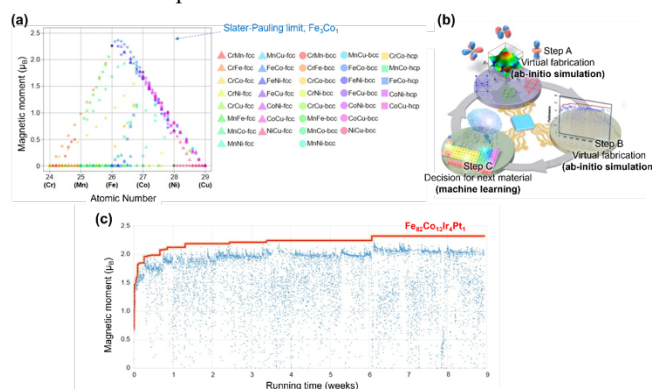 (a)
Slater-Pauling limit, Fe₃Co₁
Magnetic moment (μB)
2.5
2.0
1.5
1.0
0.5
0
24 25 26 27 28 29
(Cr) (Mn) (Fe) (Co) (Ni) (Cu)
Atomic Number
CrMn-fcc MnCu-fcc CrMn-bcc MnCu-bcc CrCo-hcp
CrFe-fcc FeCo-fcc CrFe-bcc FeCo-bcc MnCo-hcp
CrCo-fcc FeNi-fcc CrCo-bcc FeNi-bcc FeCo-hcp
CrNi-fcc FeCu-fcc CrNi-bcc FeCu-bcc CoNi-hcp
CrCu-fcc CoNi-fcc CrCu-bcc CoNi-bcc CoCu-hcp
MnFe-fcc CoCu-fcc MnFe-bcc CoCu-bcc
MnCo-fcc NiCu-fcc MnCo-bcc NiCu-bcc
MnNi-fcc MnNi-bcc
(b)
Step A
Virtual fabrication
(ab-initio simulation)
Step B
Virtual fabrication
(ab-initio simulation)
Step C
Decision for next material
(machine learning)
(c)
Magnetic moment (μB)
2.5
2.0
1.5
1.0
0.5
0
0 1 2 3 4 5 6 7 8 9
Running time (weeks)